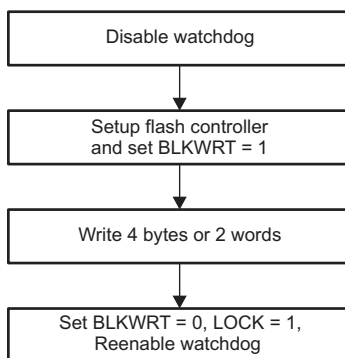 Disable watchdog
Setup flash controller
and set BLKWRT = 1
Write 4 bytes or 2 words
Set BLKWRT = 0, LOCK = 1,
Reenable watchdog